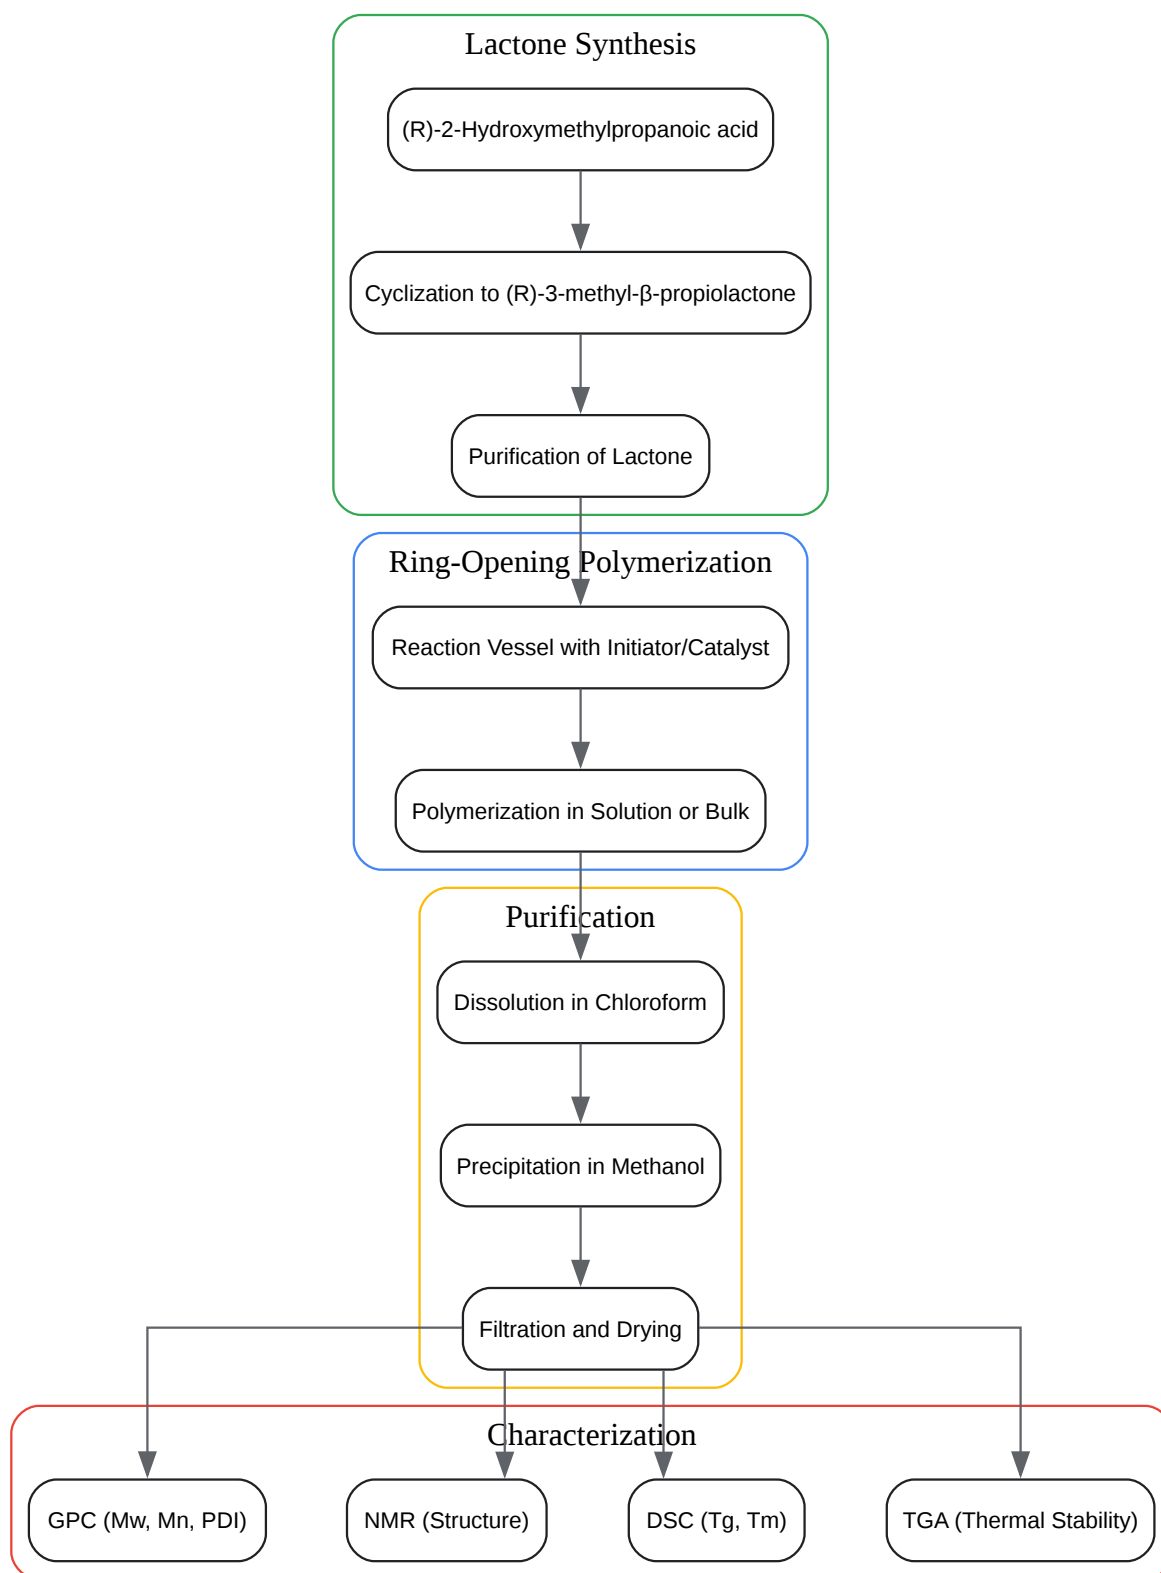 Lactone Synthesis
(R)-2-Hydroxymethylpropanoic acid
Cyclization to (R)-3-methyl-β-propiolactone
Purification of Lactone
Ring-Opening Polymerization
Reaction Vessel with Initiator/Catalyst
Polymerization in Solution or Bulk
Purification
Dissolution in Chloroform
Precipitation in Methanol
Filtration and Drying
Characterization
GPC (Mw, Mn, PDI)
NMR (Structure)
DSC (Tg, Tm)
TGA (Thermal Stability)